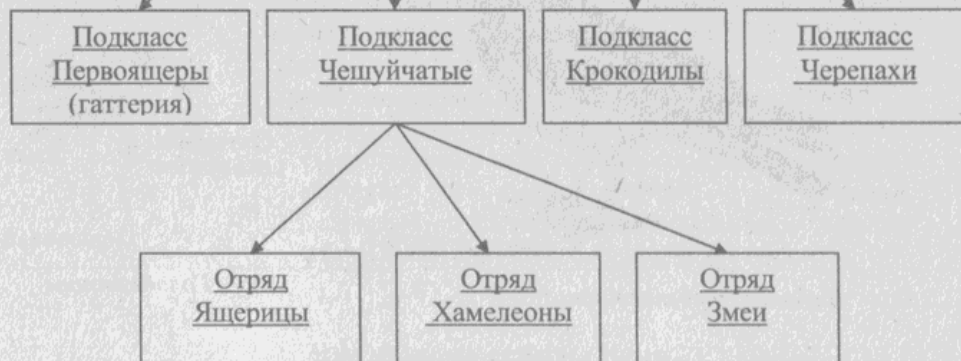 Подкласс
Первоящеры
(гаттерия)
Подкласс
Чешуйчатые
Подкласс
Крокодилы
Подкласс
Черепахи
Отряд
Ящерицы
Отряд
Хамелеоны
Отряд
Змеи